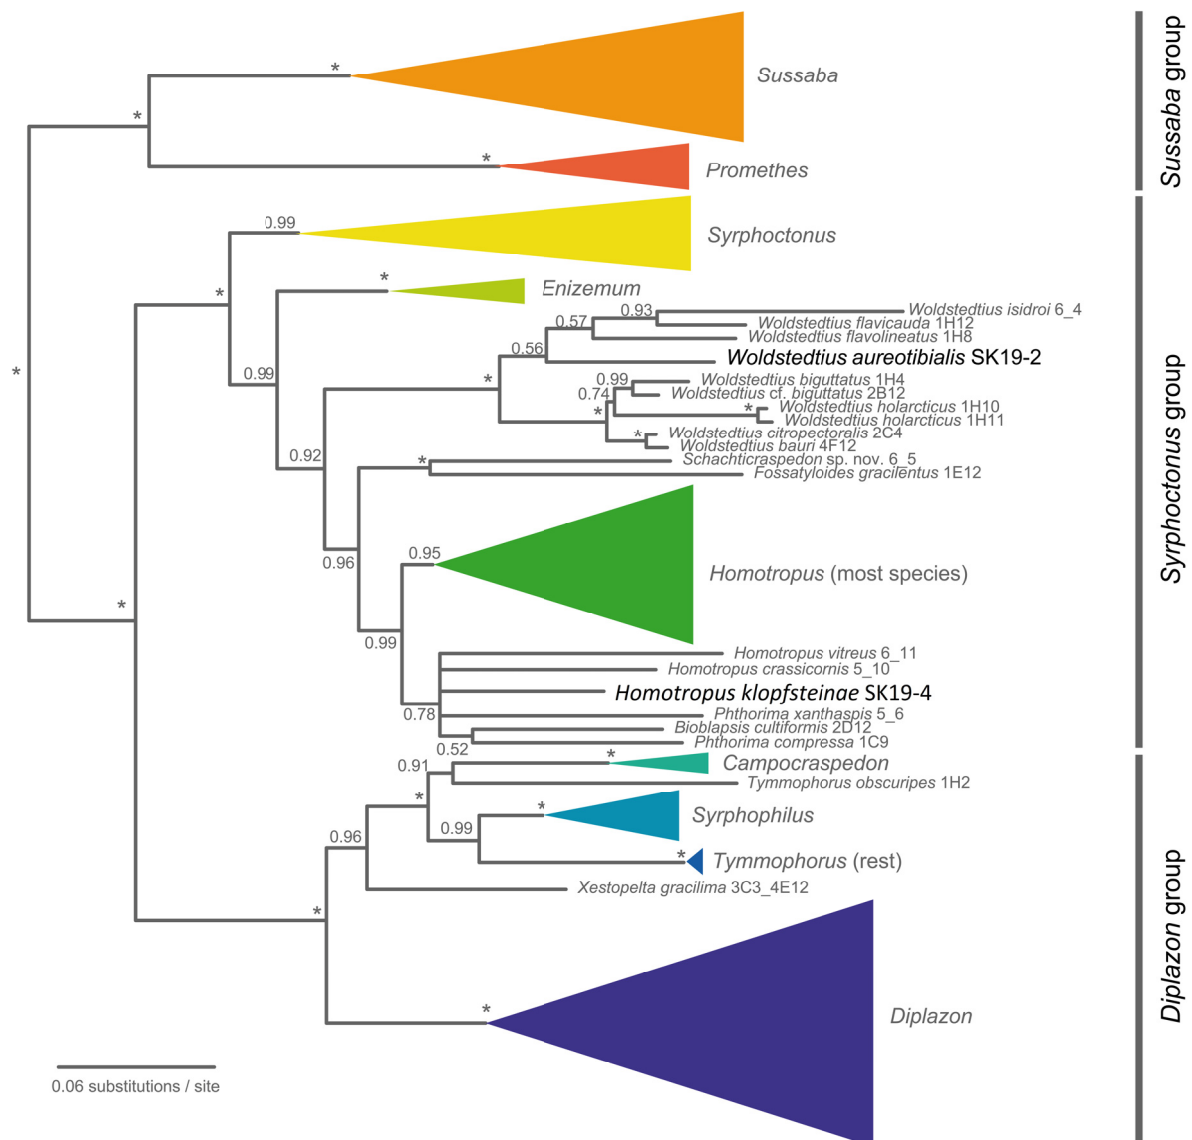 *
Sussaba
*
*
Promethes
0.99
Syrphoctonus
*
*
Enizemum
0.93
Woldstedtius isidroi 6_4
0.57
Woldstedtius flavicauda 1H12
Woldstedtius flavolineatus 1H8
0.56
Woldstedtius aureotibialis SK19-2
*
0.99
*
0.99
Woldstedtius biguttatus 1H4
0.74
Woldstedtius cf. biguttatus 2B12
*
Woldstedtius holarcticus 1H10
*
Woldstedtius holarcticus 1H11
*
Woldstedtius citropectoralis 2C4
Woldstedtius bauri 4F12
0.92
*
Schachticraspedon sp. nov. 6_5
Fossatyloides gracilentus 1E12
0.96
0.95
Homotropus (most species)
0.99
*
Homotropus vitreus 6_11
Homotropus crassicornis 5_10
Homotropus klopfsteinae SK19-4
0.78
Phthorima xanthaspis 5_6
Bioblapsis cultiformis 2D12
Phthorima compressa 1C9
0.52
*
Campocraspedon
0.91
Tymmophorus obscuripes 1H2
*
*
Syrphophilus
0.96
0.99
*
Tymmophorus (rest)
Xestopelta gracilima 3C3_4E12
*
*
Diplazon
0.06 substitutions / site
Sussaba group
Syrphoctonus group
Diplazon group